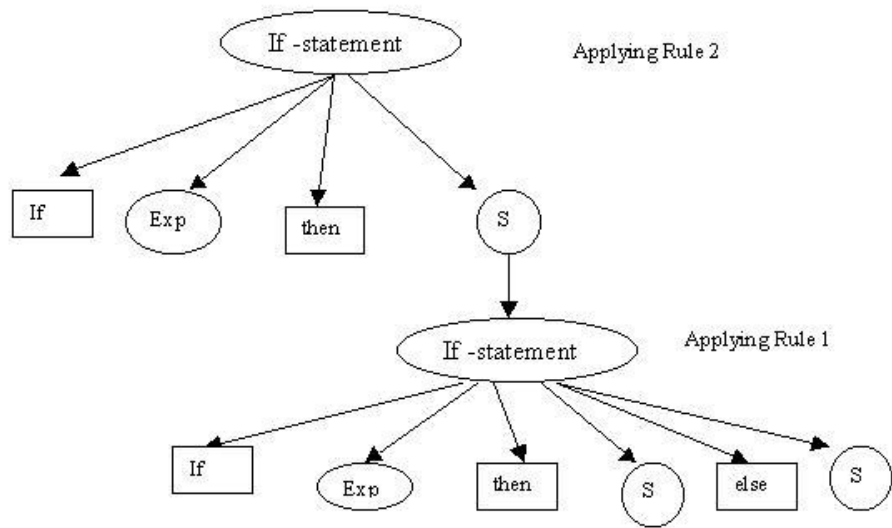 If -statement
Applying Rule 2
If
Exp
then
S
If -statement
Applying Rule 1
If
Exp
then
S
else
S